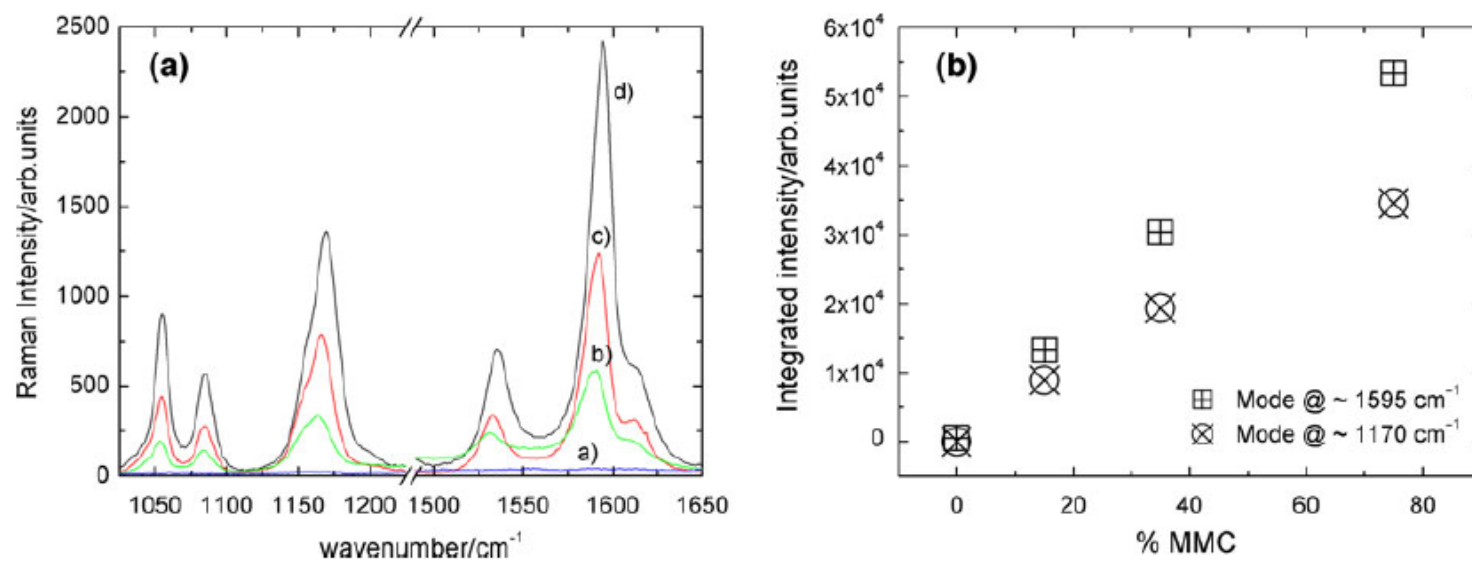 2500
2000
1500
1000
500
0
Raman Intensity/arb.units
(a)
d)
c)
b)
a)
1050 1100 1150 1200 1500 1550 1600 1650
wavenumber/cm⁻¹
6x10⁴
5x10⁴
4x10⁴
3x10⁴
2x10⁴
1x10⁴
0
Integrated intensity/arb.units
(b)
Mode @ ~ 1595 cm⁻¹
Mode @ ~ 1170 cm⁻¹
0 20 40 60 80
% MMC